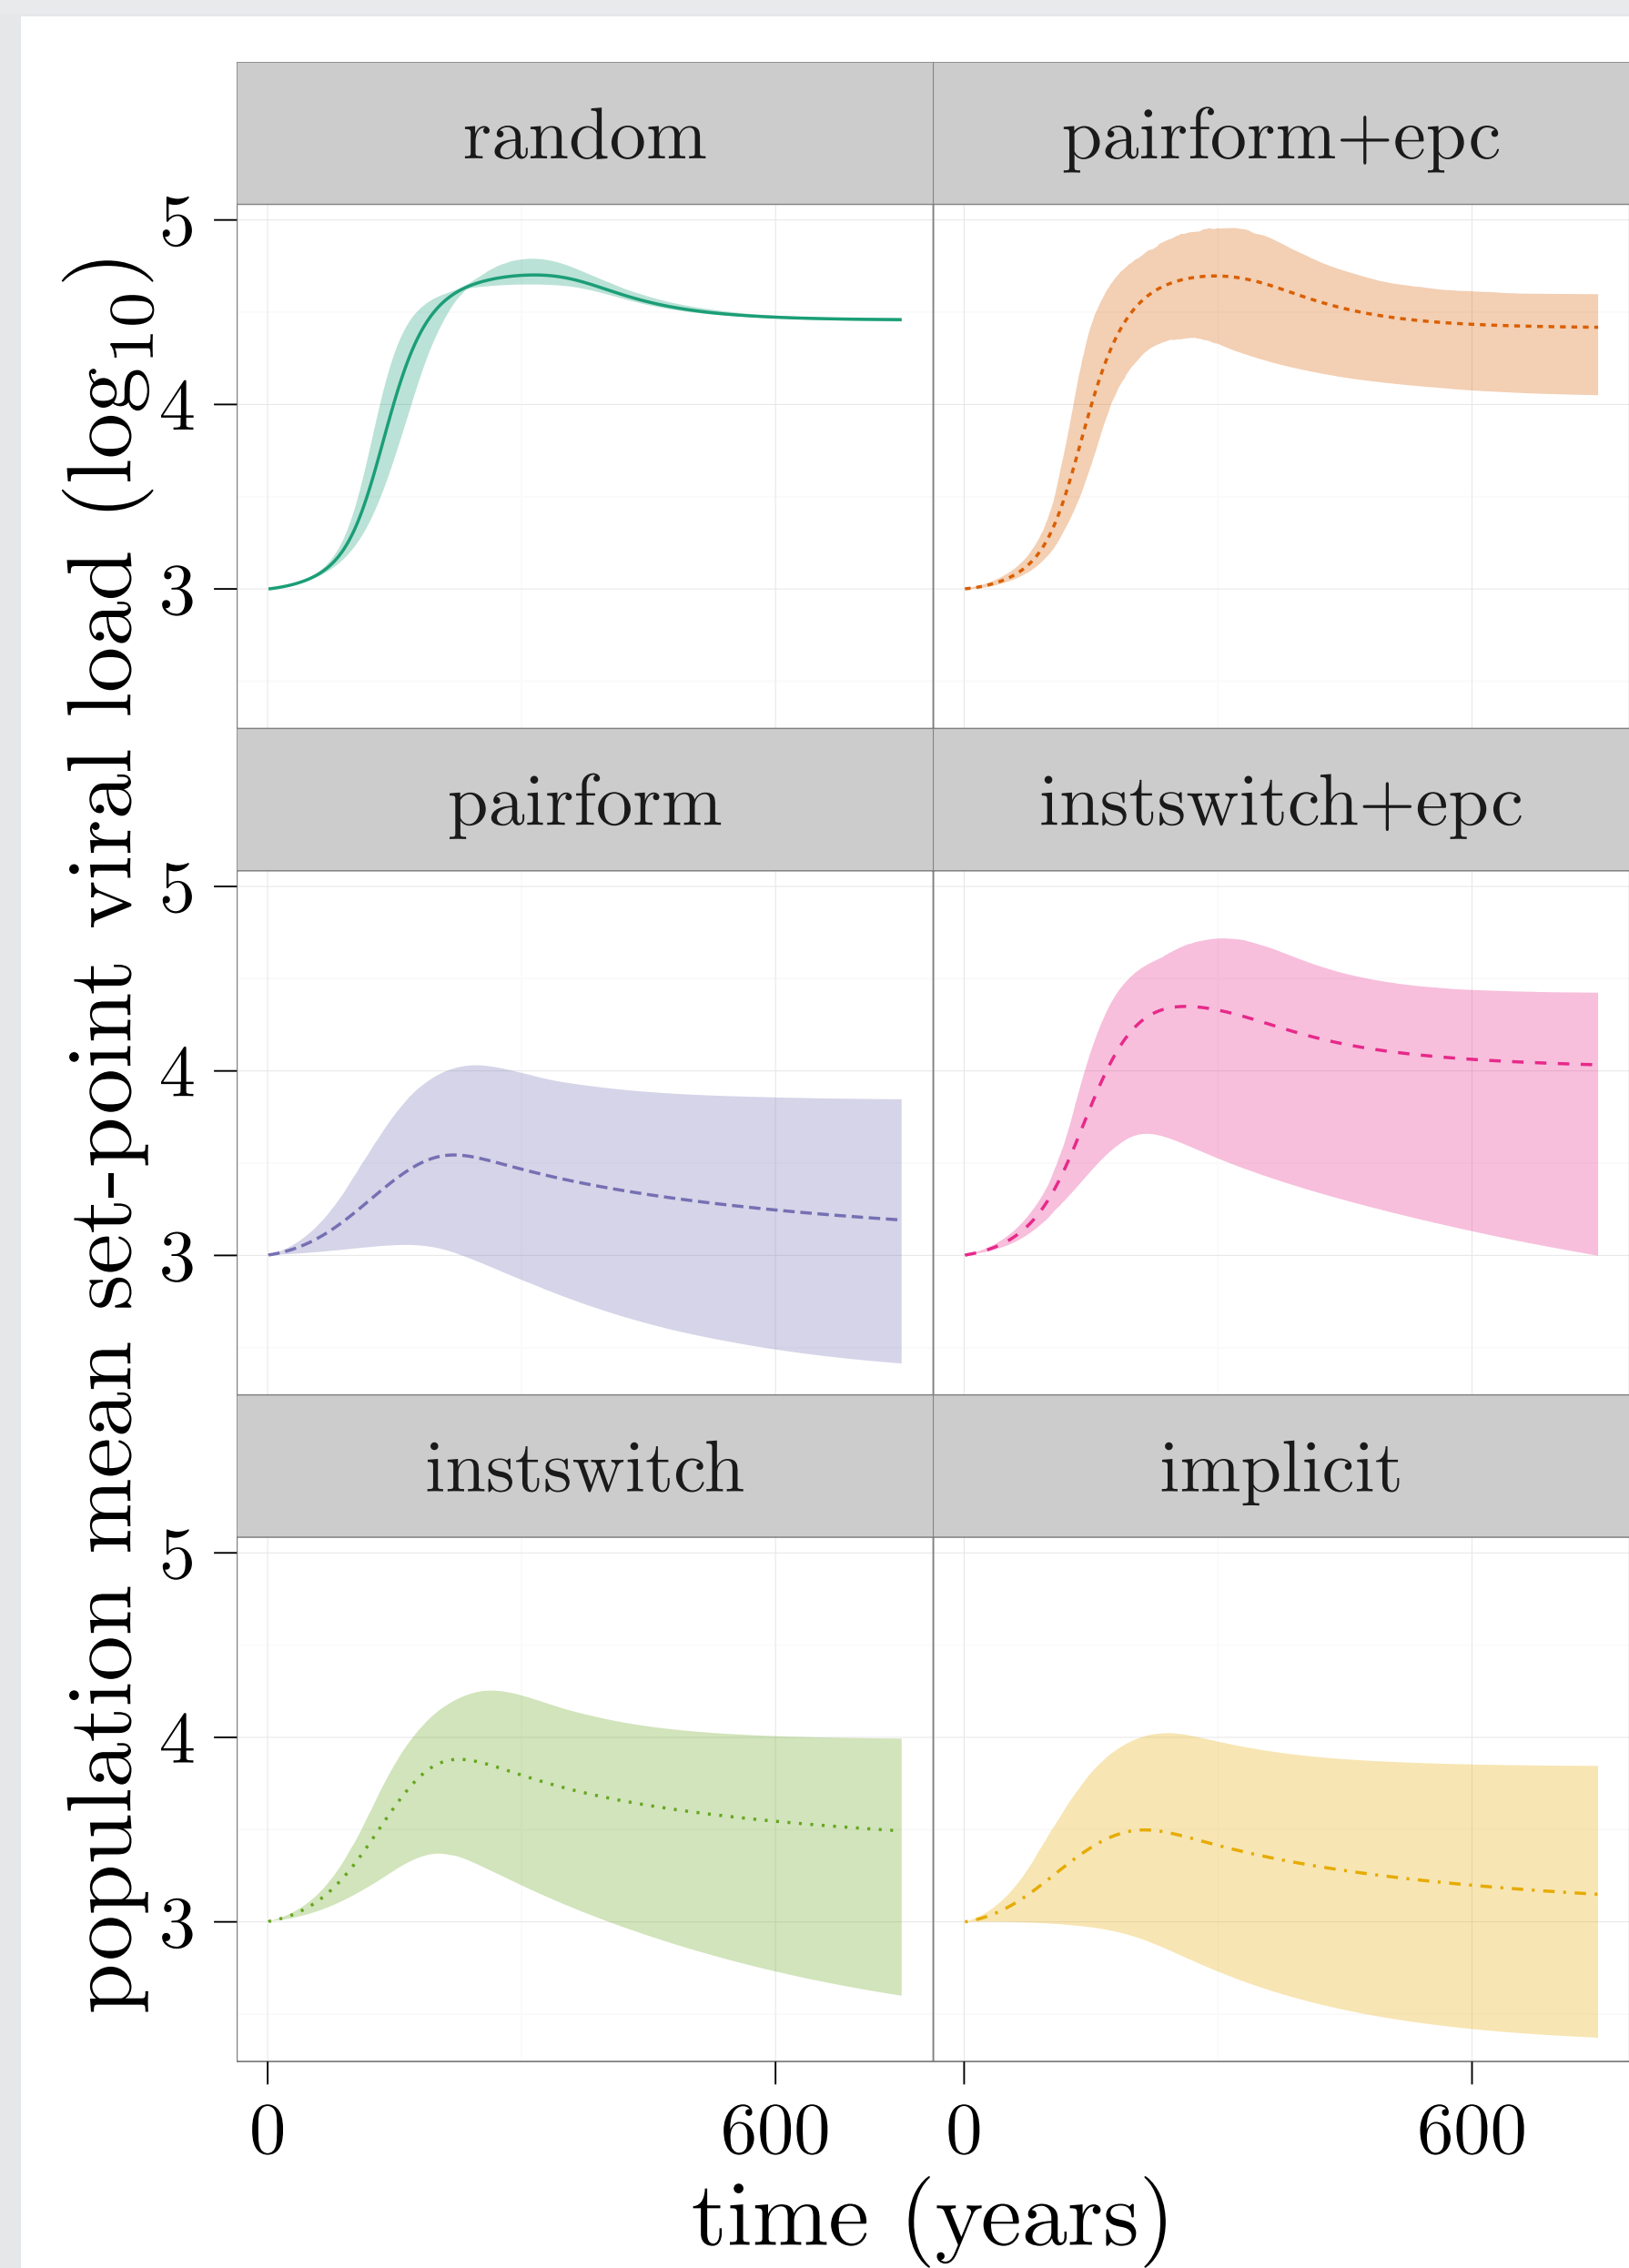 population mean set-point viral load (log10)
random
pairform+epc
5
4
3
pairform
instswitch+epc
5
4
3
instswitch
implicit
5
4
3
0
600
0
600
time (years)